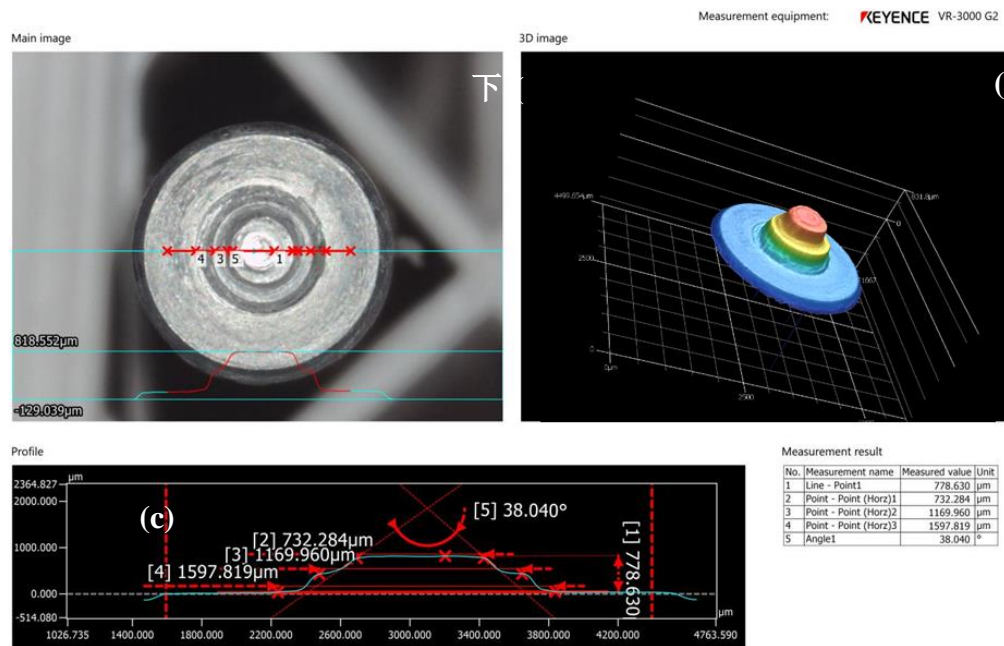 Measurement equipment: KEYENCE VR-3000 G2
Main image
3D image
下(
(
4
3
5
1
818.552µm
-129.039µm
4499.654µm
831.8µm
0
2500
0
0µm
2500
Profile
µm
2364.827
2000.000
1000.000
0.000
-514.080
(c)
[5] 38.040°
[2] 732.284µm
[3] 1169.960µm
[4] 1597.819µm
[1] 778.630
µm
1026.735 1400.000 1800.000 2200.000 2600.000 3000.000 3400.000 3800.000 4200.000 4763.590
Measurement result
No. Measurement name Measured value Unit
1 Line - Point1 778.630 µm
2 Point - Point (Horz)1 732.284 µm
3 Point - Point (Horz)2 1169.960 µm
4 Point - Point (Horz)3 1597.819 µm
5 Angle1 38.040 °